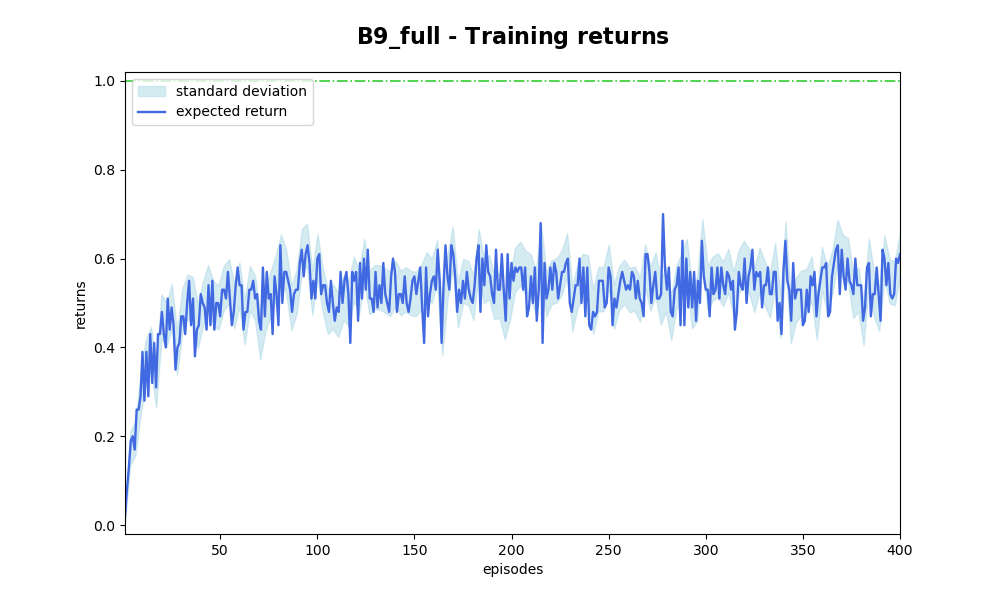 B9_full - Training returns
1.0
standard deviation
expected return
0.8
0.6
0.4
0.2
0.0
returns
50 100 150 200 250 300 350 400
episodes